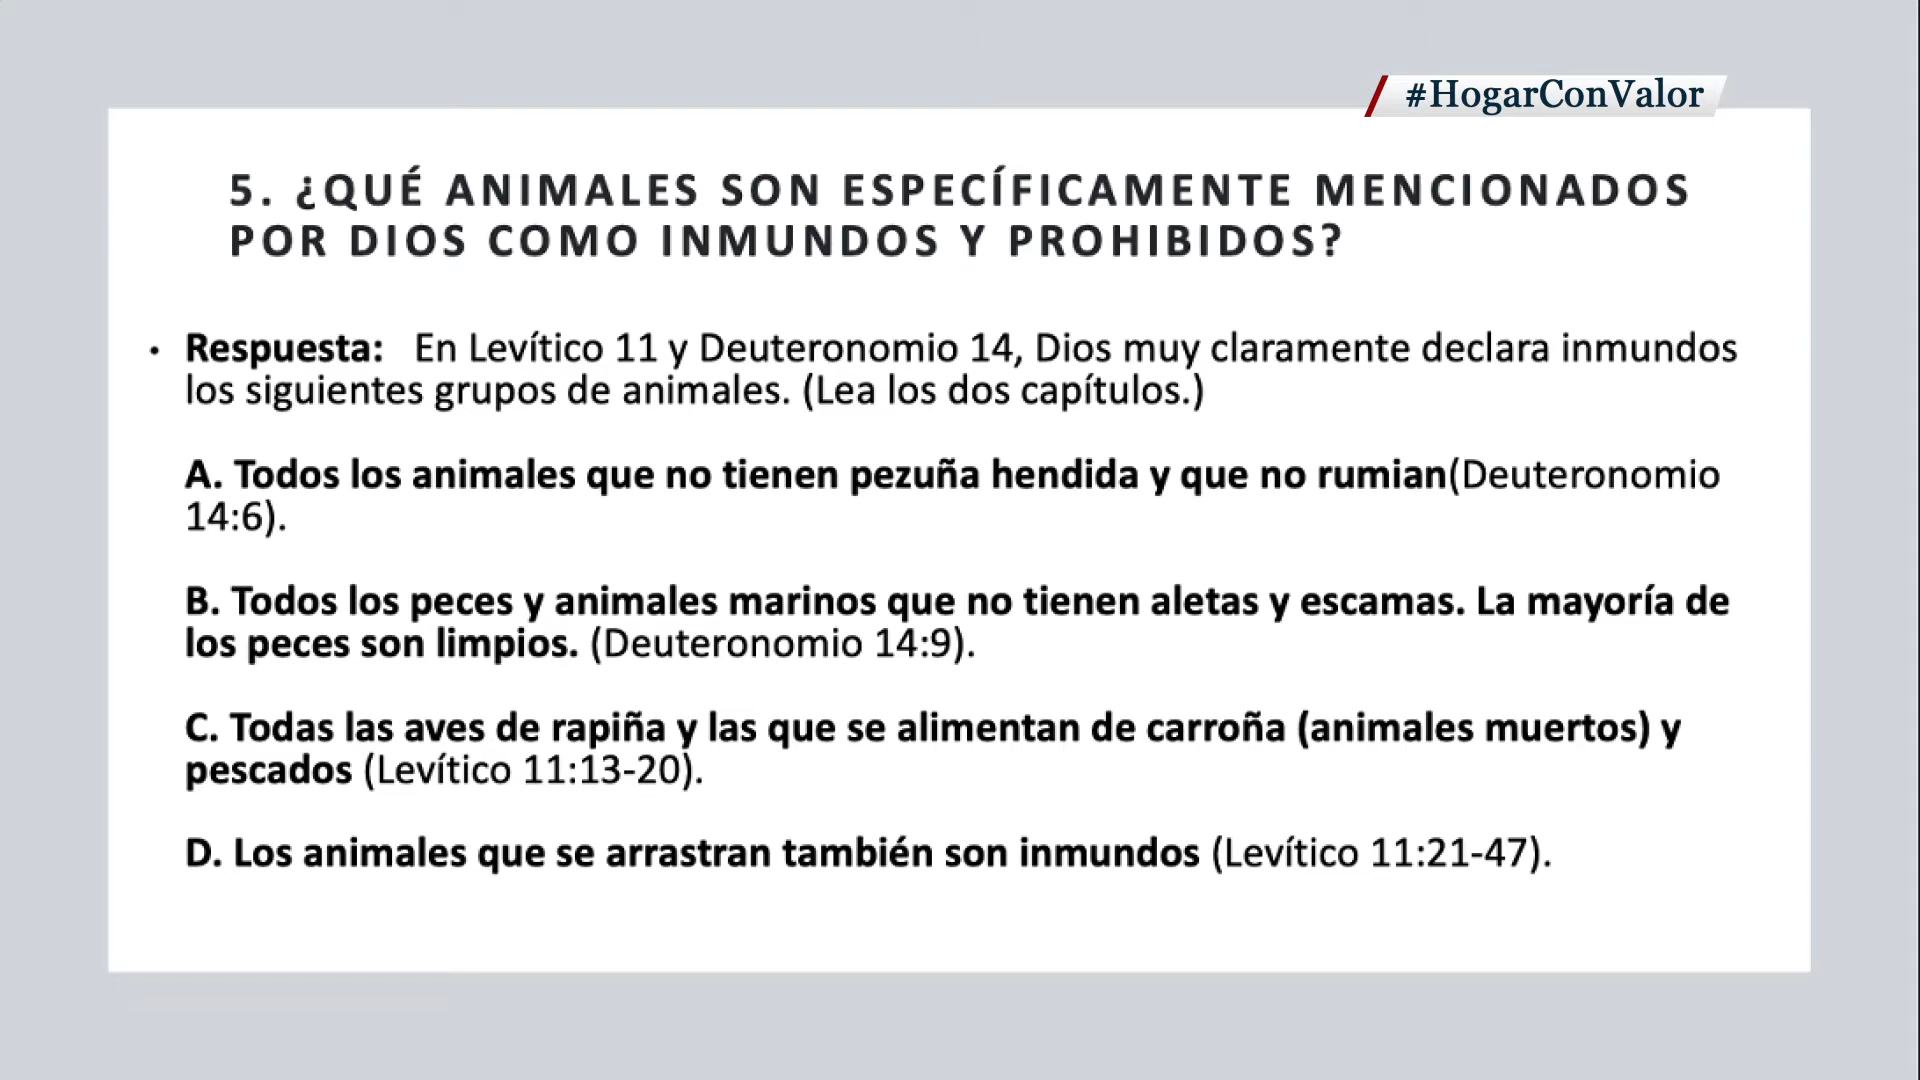 #HogarConValor
5. ¿QUÉ ANIMALES SON ESPECÍFICAMENTE MENCIONADOS
POR DIOS COMO INMUNDOS Y PROHIBIDOS?
• Respuesta: En Levítico 11 y Deuteronomio 14, Dios muy claramente declara inmundos
los siguientes grupos de animales. (Lea los dos capítulos.)
A. Todos los animales que no tienen pezuña hendida y que no rumian(Deuteronomio
14:6).
B. Todos los peces y animales marinos que no tienen aletas y escamas. La mayoría de
los peces son limpios. (Deuteronomio 14:9).
C. Todas las aves de rapiña y las que se alimentan de carroña (animales muertos) y
pescados (Levítico 11:13-20).
D. Los animales que se arrastran también son inmundos (Levítico 11:21-47).